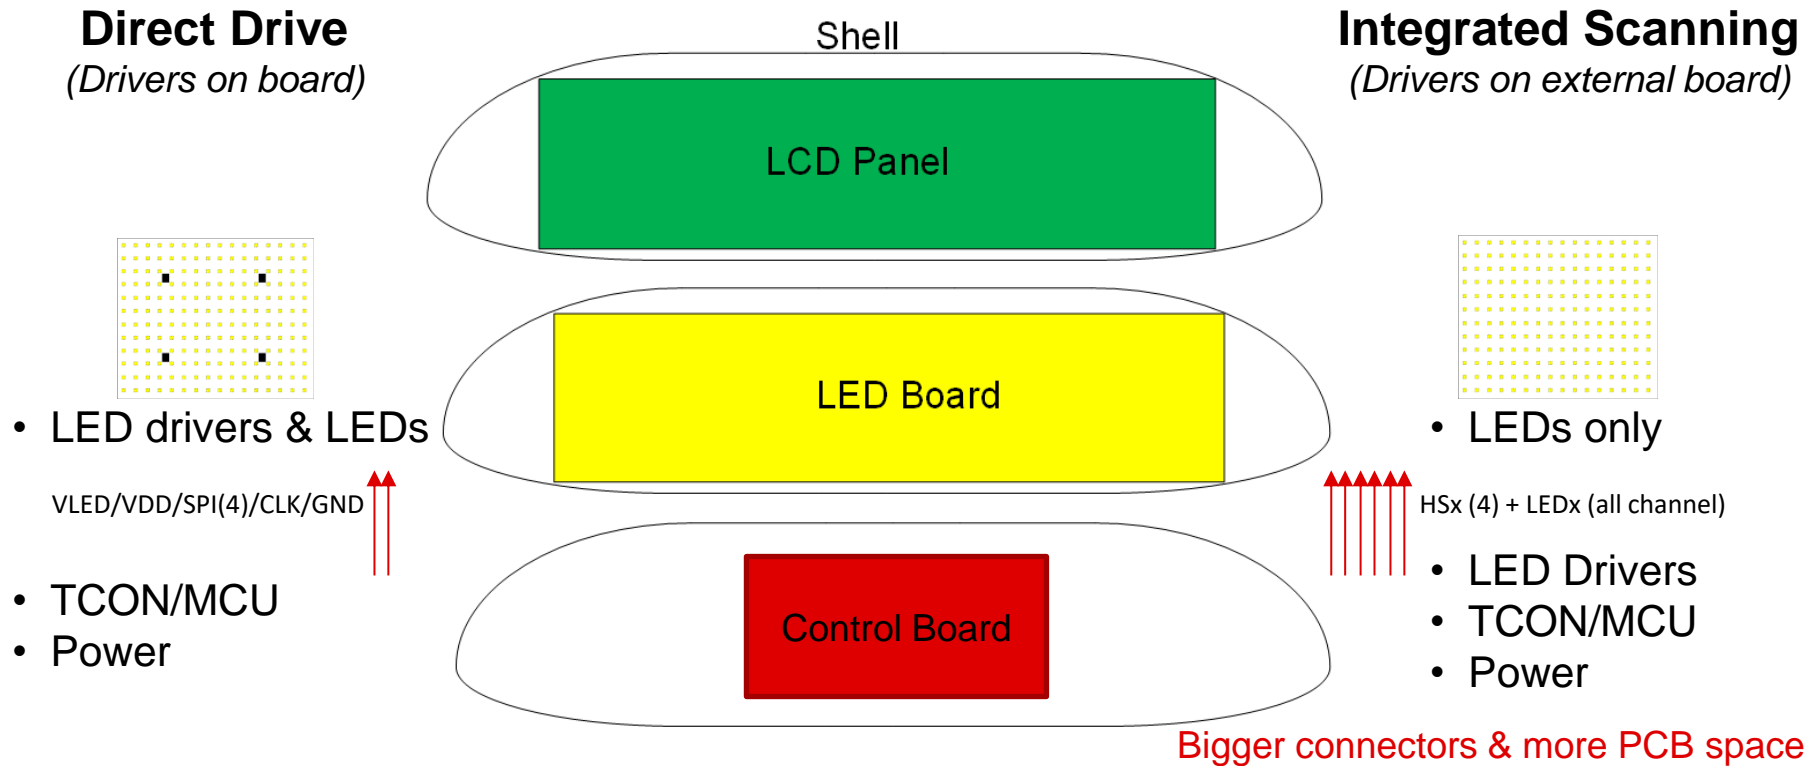 Direct Drive
(Drivers on board)
Shell
Integrated Scanning
(Drivers on external board)
LCD Panel
LED Board
• LED drivers & LEDs
VLED/VDD/SPI(4)/CLK/GND
• TCON/MCU
• Power
• LEDs only
HSx (4) + LEDx (all channel)
Control Board
• LED Drivers
• TCON/MCU
• Power
Bigger connectors & more PCB space